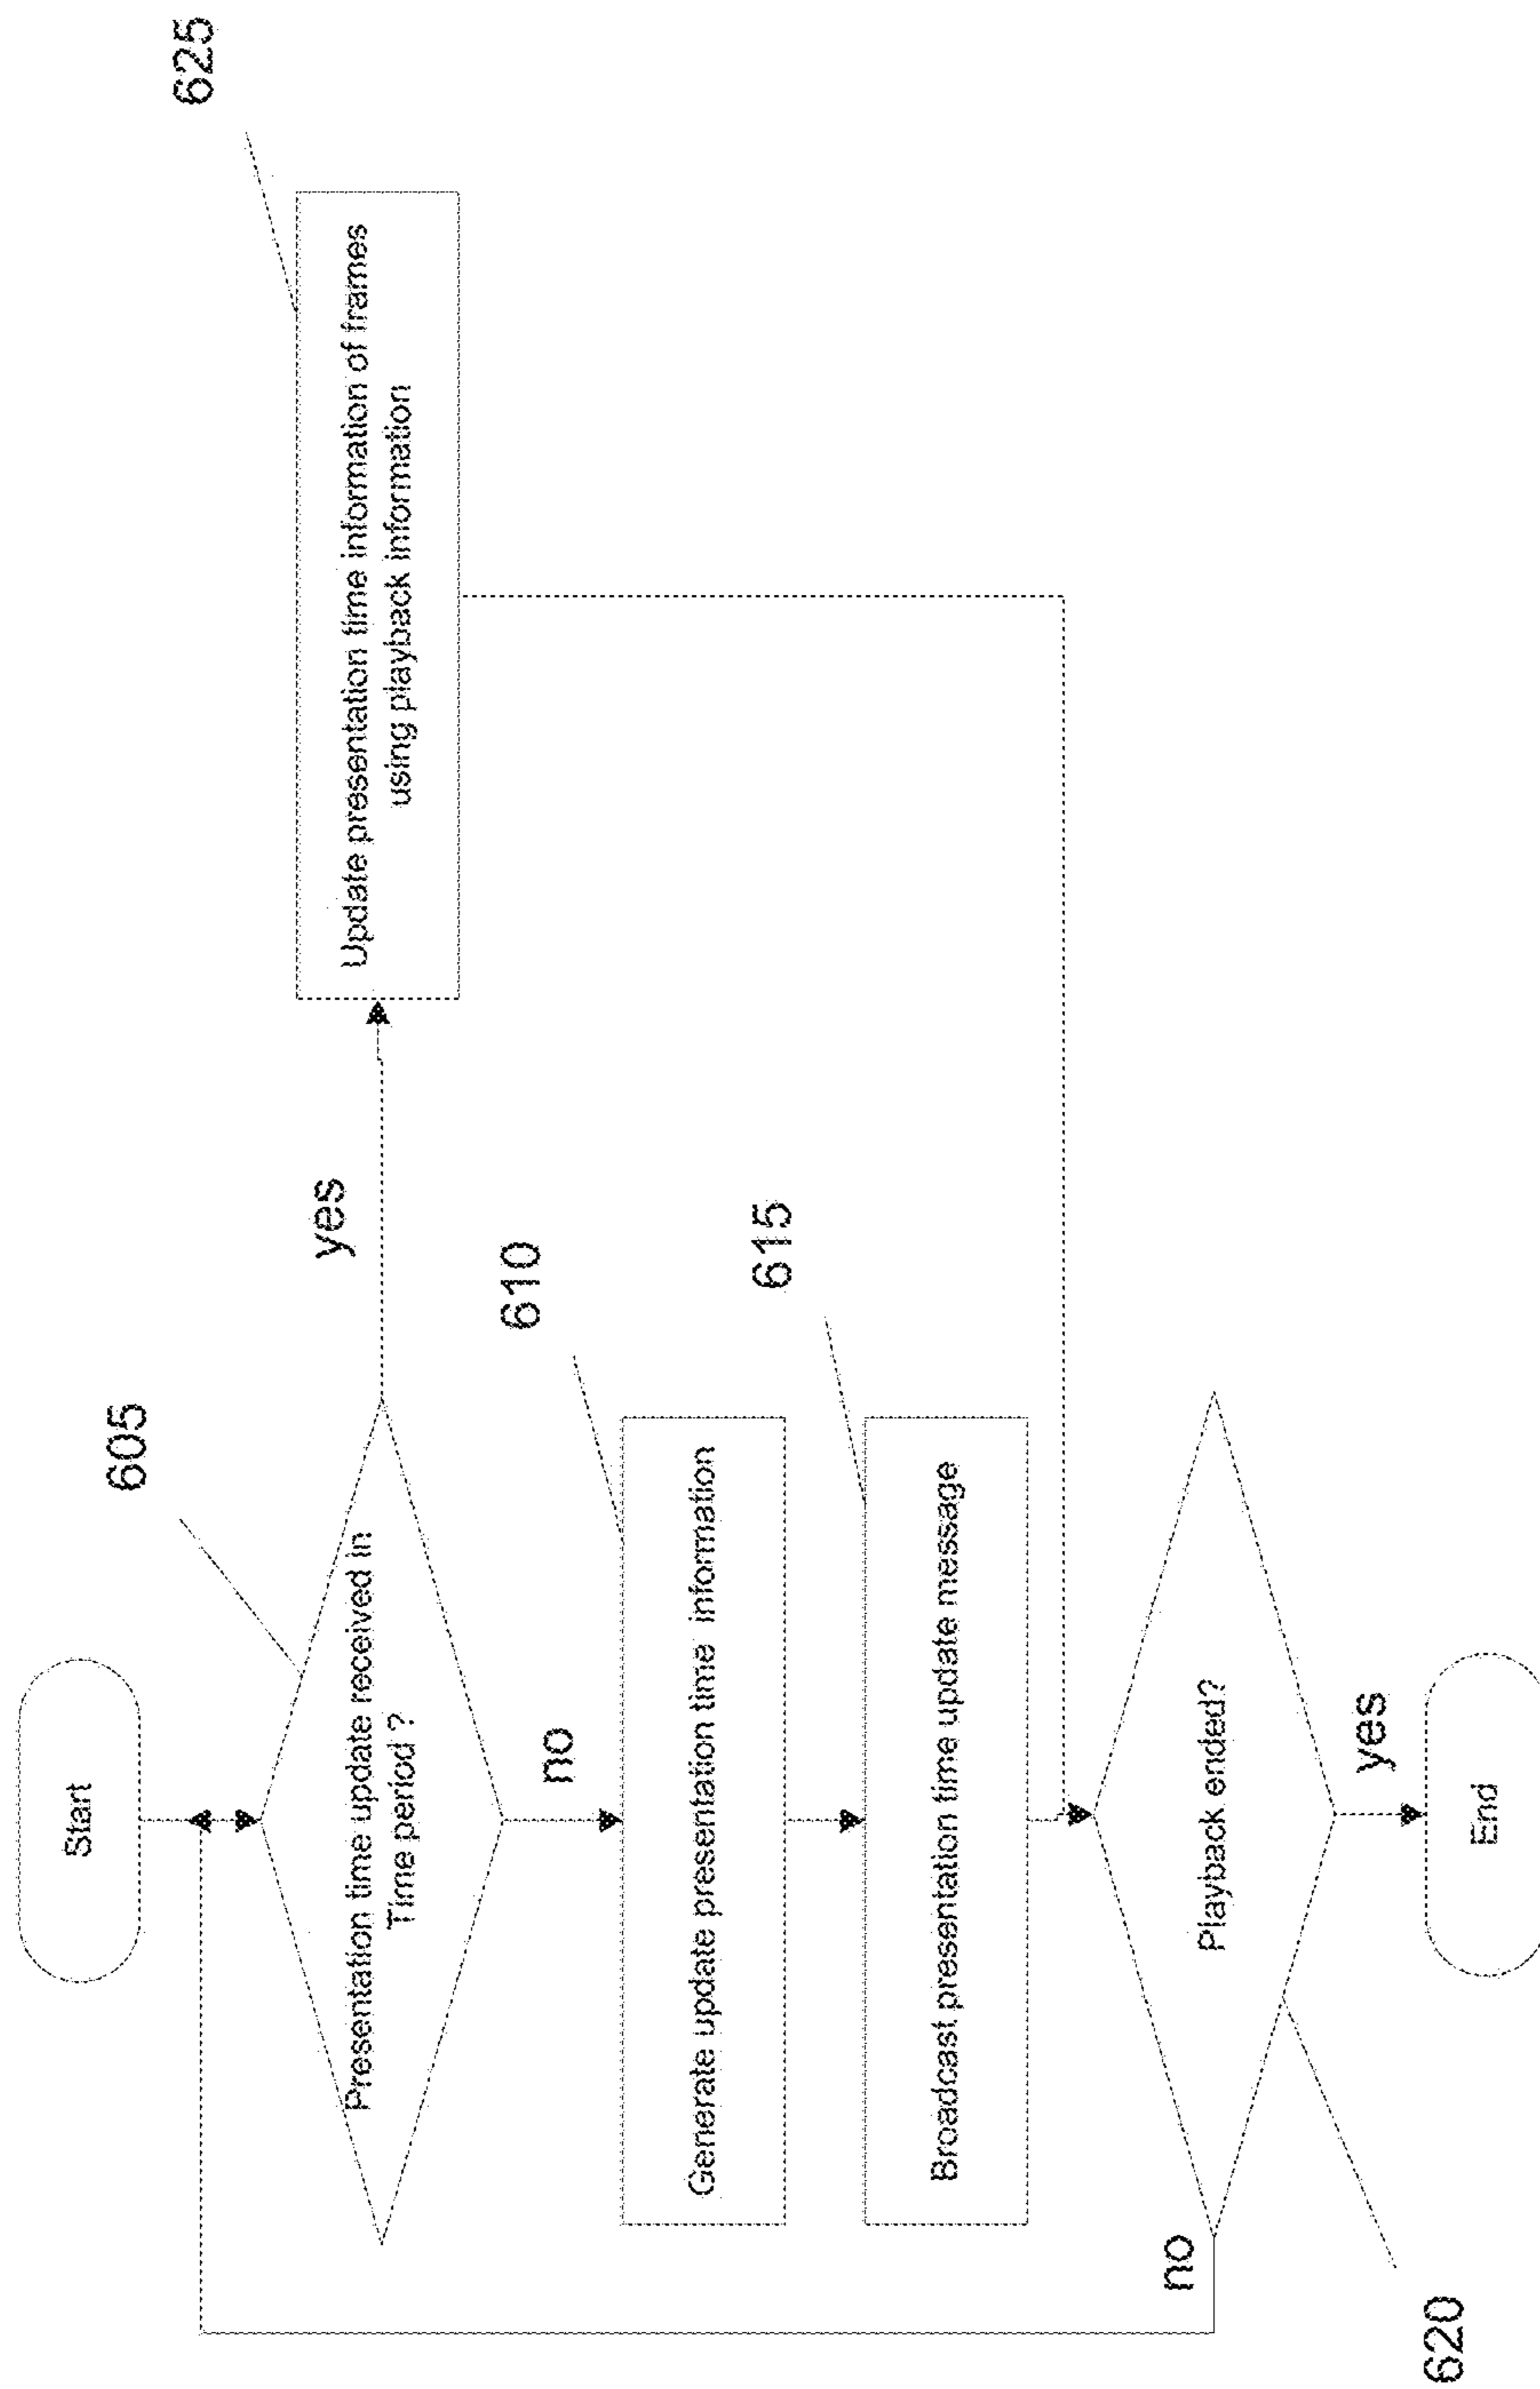 Start
605
Presentation time update received in
Time period ?
yes
625
Update presentation time information of frames
using playback information
no
610
Generate update presentation time information
615
Broadcast presentation time update message
Playback ended?
no
620
yes
End